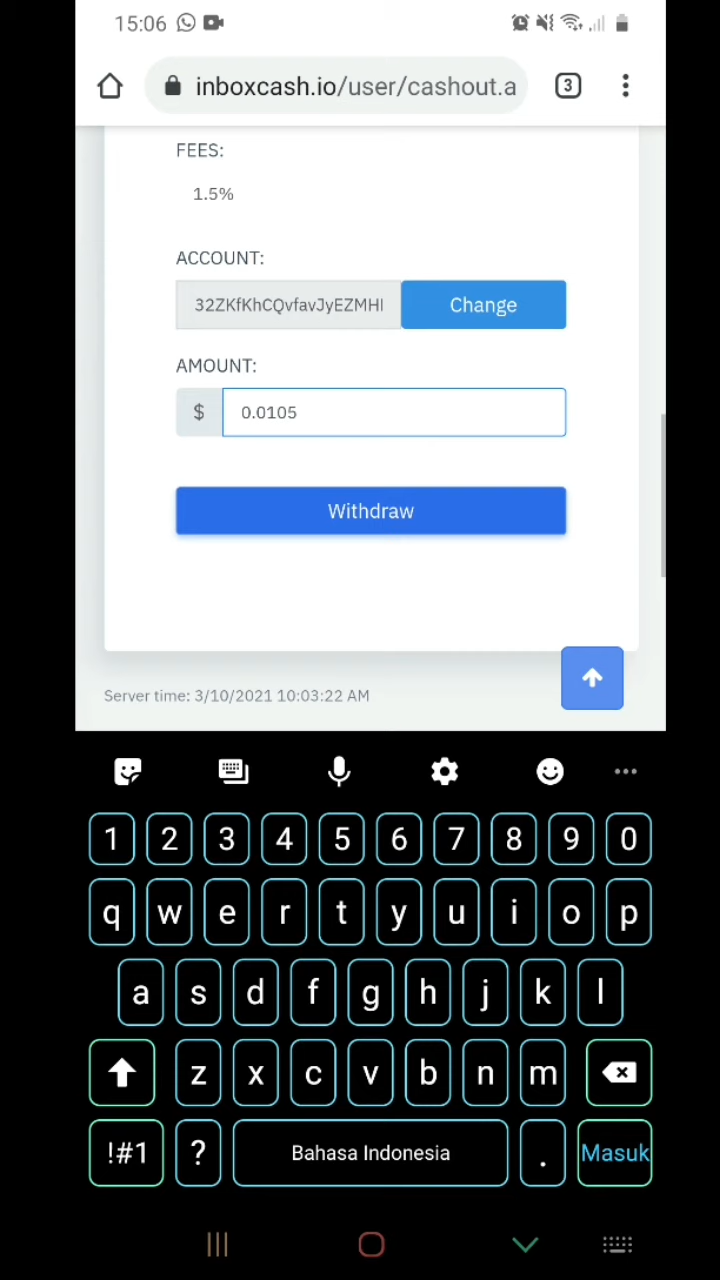 15:06
inboxcash.io/user/cashout.a
3
FEES:
1.5%
ACCOUNT:
32ZKfKhCQvfavJyEZMHI Change
AMOUNT:
$ 0.0105
Withdraw
Server time: 3/10/2021 10:03:22 AM
1 2 3 4 5 6 7 8 9 0
q w e r t y u i o p
a s d f g h j k l
z x c v b n m
!#1 ? Bahasa Indonesia . Masuk